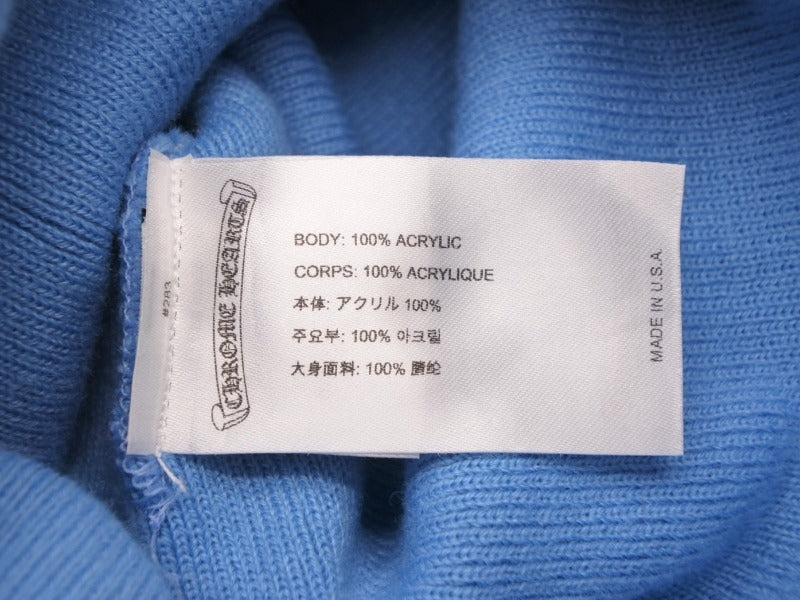 #283
CHROME HEARTS
BODY: 100% ACRYLIC
CORPS: 100% ACRYLIQUE
本体: アクリル 100%
주요부: 100% 아크릴
大身面料: 100% 腈纶
MADE IN U.S.A.